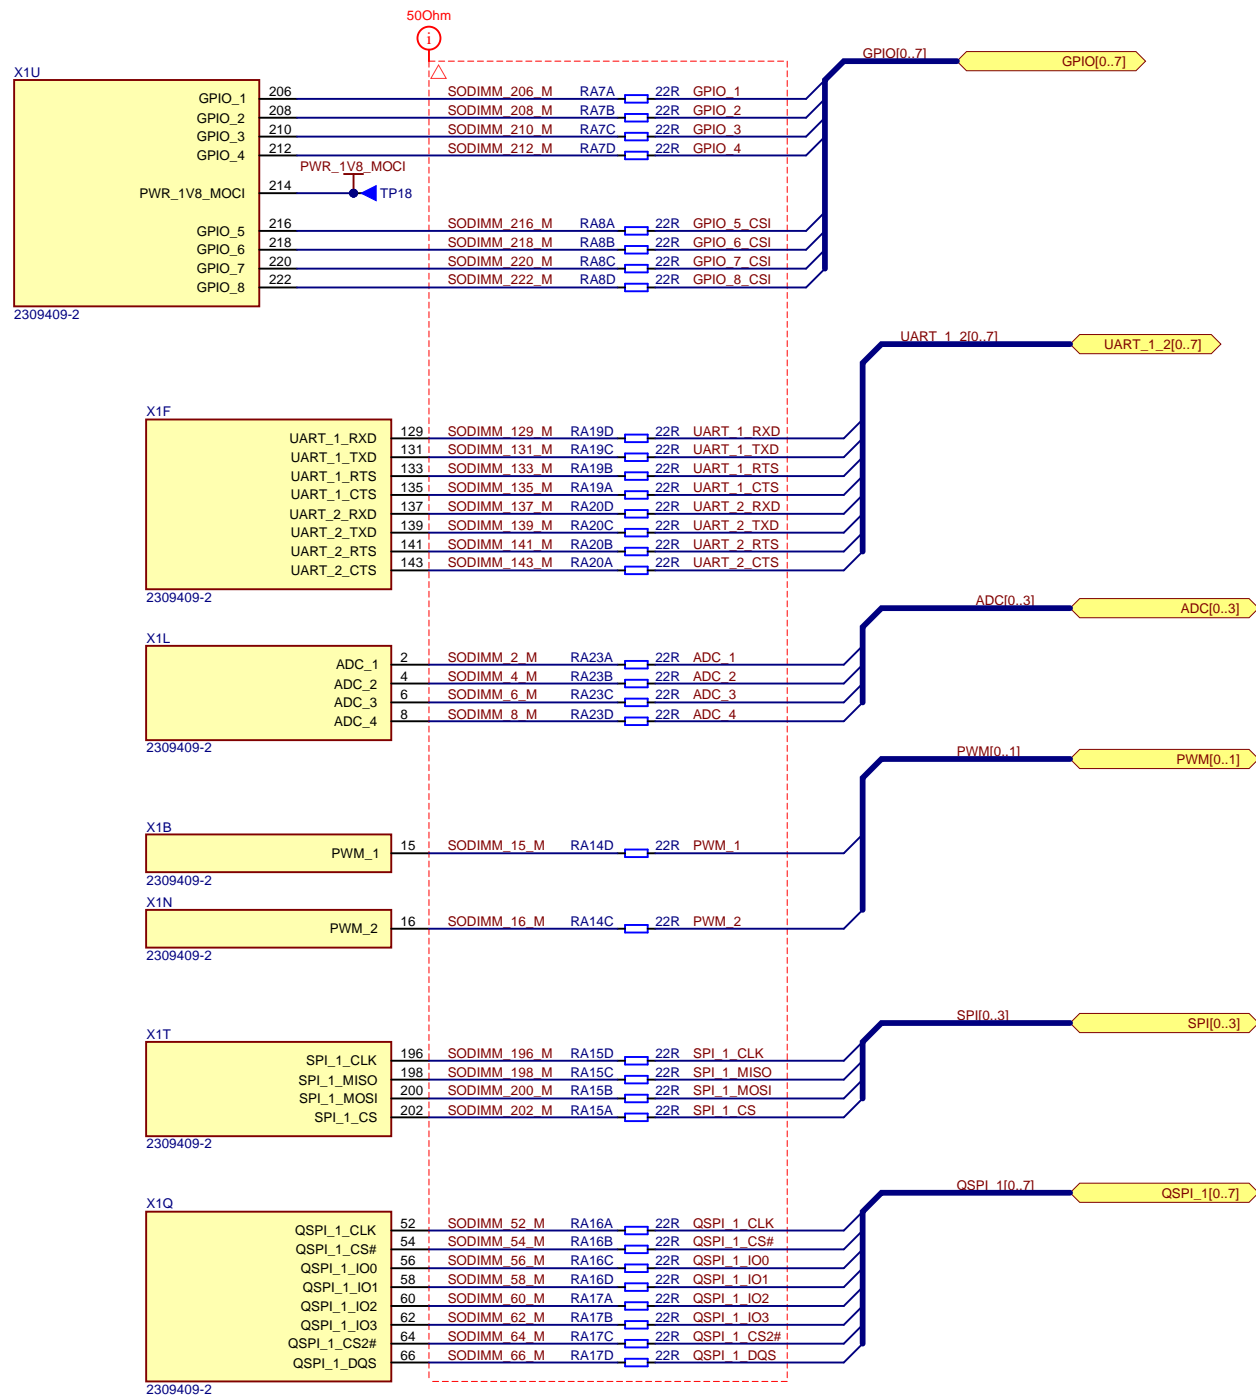 50Ohm
i
GPIO[0..7]
GPIO[0..7]
X1U
GPIO_1 206 SODIMM_206_M RA7A 22R GPIO_1
GPIO_2 208 SODIMM_208_M RA7B 22R GPIO_2
GPIO_3 210 SODIMM_210_M RA7C 22R GPIO_3
GPIO_4 212 SODIMM_212_M RA7D 22R GPIO_4
PWR_1V8_MOCI
PWR_1V8_MOCI 214 TP18
GPIO_5 216 SODIMM_216_M RA8A 22R GPIO_5_CSI
GPIO_6 218 SODIMM_218_M RA8B 22R GPIO_6_CSI
GPIO_7 220 SODIMM_220_M RA8C 22R GPIO_7_CSI
GPIO_8 222 SODIMM_222_M RA8D 22R GPIO_8_CSI
2309409-2
UART_1_2[0..7]
UART_1_2[0..7]
X1F
UART_1_RXD 129 SODIMM_129_M RA19D 22R UART_1_RXD
UART_1_TXD 131 SODIMM_131_M RA19C 22R UART_1_TXD
UART_1_RTS 133 SODIMM_133_M RA19B 22R UART_1_RTS
UART_1_CTS 135 SODIMM_135_M RA19A 22R UART_1_CTS
UART_2_RXD 137 SODIMM_137_M RA20D 22R UART_2_RXD
UART_2_TXD 139 SODIMM_139_M RA20C 22R UART_2_TXD
UART_2_RTS 141 SODIMM_141_M RA20B 22R UART_2_RTS
UART_2_CTS 143 SODIMM_143_M RA20A 22R UART_2_CTS
2309409-2
ADC[0..3]
ADC[0..3]
X1L
ADC_1 2 SODIMM_2_M RA23A 22R ADC_1
ADC_2 4 SODIMM_4_M RA23B 22R ADC_2
ADC_3 6 SODIMM_6_M RA23C 22R ADC_3
ADC_4 8 SODIMM_8_M RA23D 22R ADC_4
2309409-2
PWM[0..1]
PWM[0..1]
X1B
PWM_1 15 SODIMM_15_M RA14D 22R PWM_1
2309409-2
X1N
PWM_2 16 SODIMM_16_M RA14C 22R PWM_2
2309409-2
SPI[0..3]
SPI[0..3]
X1T
SPI_1_CLK 196 SODIMM_196_M RA15D 22R SPI_1_CLK
SPI_1_MISO 198 SODIMM_198_M RA15C 22R SPI_1_MISO
SPI_1_MOSI 200 SODIMM_200_M RA15B 22R SPI_1_MOSI
SPI_1_CS 202 SODIMM_202_M RA15A 22R SPI_1_CS
2309409-2
QSPI_1[0..7]
QSPI_1[0..7]
X1Q
QSPI_1_CLK 52 SODIMM_52_M RA16A 22R QSPI_1_CLK
QSPI_1_CS# 54 SODIMM_54_M RA16B 22R QSPI_1_CS#
QSPI_1_IO0 56 SODIMM_56_M RA16C 22R QSPI_1_IO0
QSPI_1_IO1 58 SODIMM_58_M RA16D 22R QSPI_1_IO1
QSPI_1_IO2 60 SODIMM_60_M RA17A 22R QSPI_1_IO2
QSPI_1_IO3 62 SODIMM_62_M RA17B 22R QSPI_1_IO3
QSPI_1_CS2# 64 SODIMM_64_M RA17C 22R QSPI_1_CS2#
QSPI_1_DQS 66 SODIMM_66_M RA17D 22R QSPI_1_DQS
2309409-2